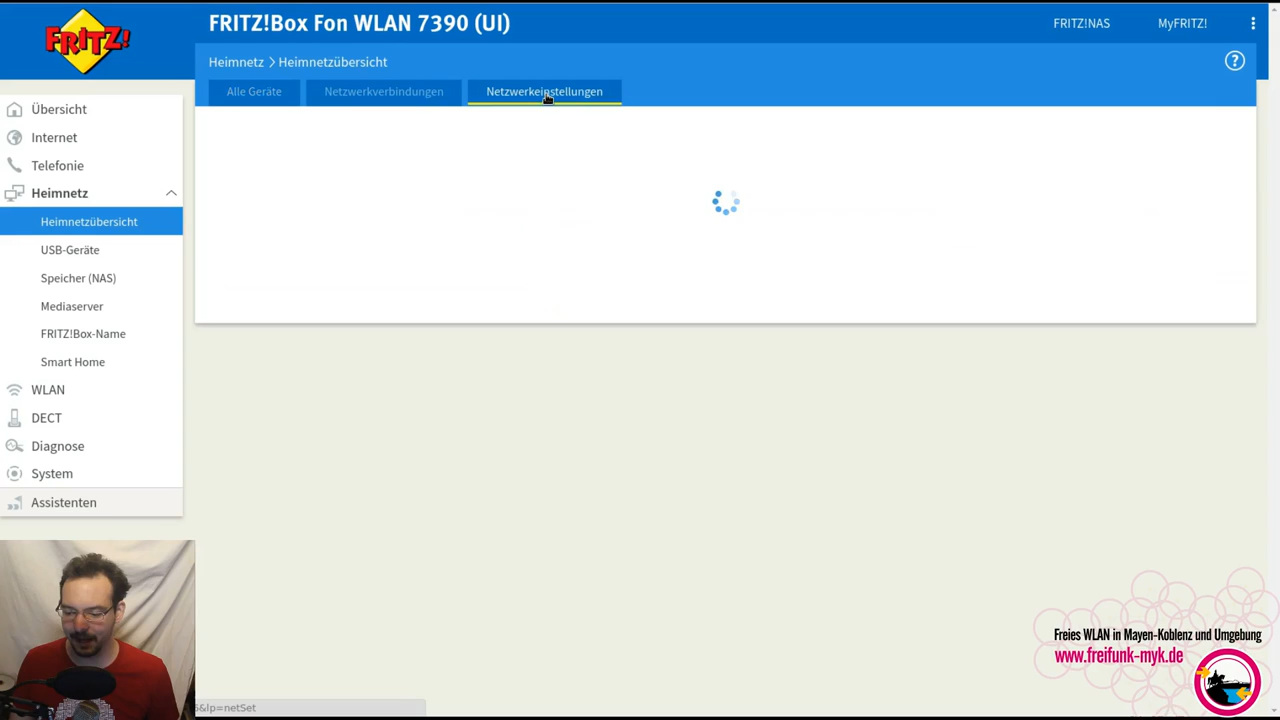 FRITZ!
FRITZ!Box Fon WLAN 7390 (UI)
FRITZ!NAS
MyFRITZ!
Heimnetz > Heimnetzübersicht
?
Alle Geräte
Netzwerkverbindungen
Netzwerkeinstellungen
Übersicht
Internet
Telefonie
Heimnetz
Heimnetzübersicht
USB-Geräte
Speicher (NAS)
Mediaserver
FRITZ!Box-Name
Smart Home
WLAN
DECT
Diagnose
System
Assistenten
Freies WLAN in Mayen-Koblenz und Umgebung
www.freifunk-myk.de
&lp=netSet